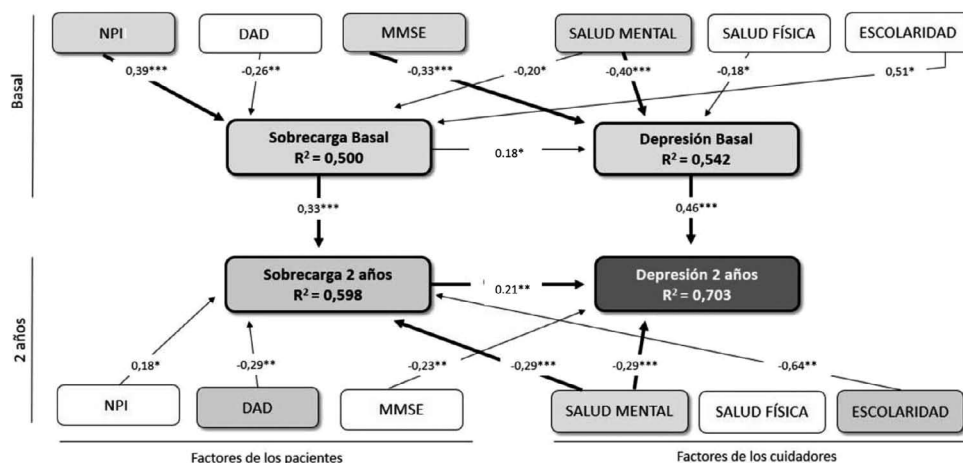 NPI
DAD
MMSE
SALUD MENTAL
SALUD FÍSICA
ESCOLARIDAD
Basal
0,39***
-0,26**
-0,33***
-0,20*
-0,40***
-0,18*
0,51*
Sobrecarga Basal
R² = 0,500
0.18*
Depresión Basal
R² = 0,542
0,33***
0,46***
Sobrecarga 2 años
R² = 0,598
0.21**
Depresión 2 años
R² = 0,703
2 años
0,18*
-0,29**
-0,23**
-0,29***
-0,29***
-0,64**
NPI
DAD
MMSE
SALUD MENTAL
SALUD FÍSICA
ESCOLARIDAD
Factores de los pacientes
Factores de los cuidadores